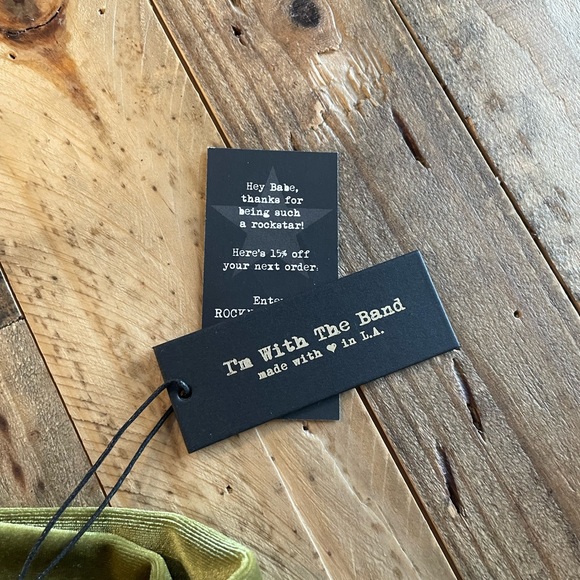 Hey Babe,
thanks for
being such
a rockstar!
Here's 15% off
your next order:
Enter
I'm With The Band
made with ♥ in L.A.